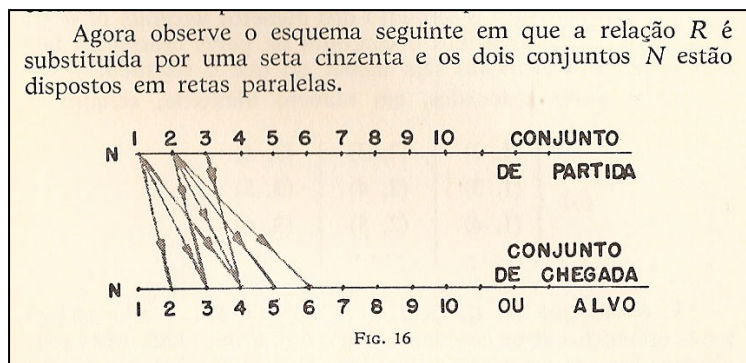 Agora observe o esquema seguinte em que a relação R é
substituida por uma seta cinzenta e os dois conjuntos N estão
dispostos em retas paralelas.
1 2 3 4 5 6 7 8 9 10 CONJUNTO
N
DE PARTIDA
CONJUNTO
DE CHEGADA
N
1 2 3 4 5 6 7 8 9 10 OU ALVO
FIG. 16